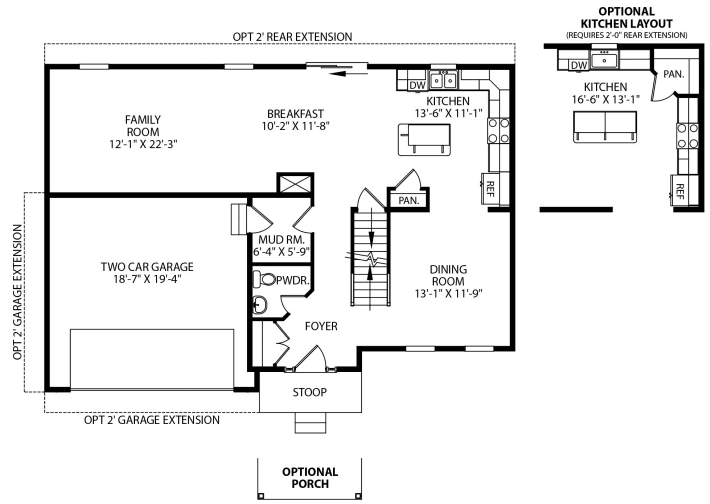 OPTIONAL
KITCHEN LAYOUT
(REQUIRES 2'-0" REAR EXTENSION)
OPT 2' REAR EXTENSION
DW
PAN.
KITCHEN
16'-6" X 13'-1"
REF
DW
KITCHEN
13'-6" X 11'-1"
BREAKFAST
10'-2" X 11'-8"
FAMILY
ROOM
12'-1" X 22'-3"
REF
PAN.
MUD RM.
6'-4" X 5'-9"
TWO CAR GARAGE
18'-7" X 19'-4"
PWDR.
DINING
ROOM
13'-1" X 11'-9"
FOYER
OPT 2' GARAGE EXTENSION
STOOP
OPT 2' GARAGE EXTENSION
OPTIONAL
PORCH